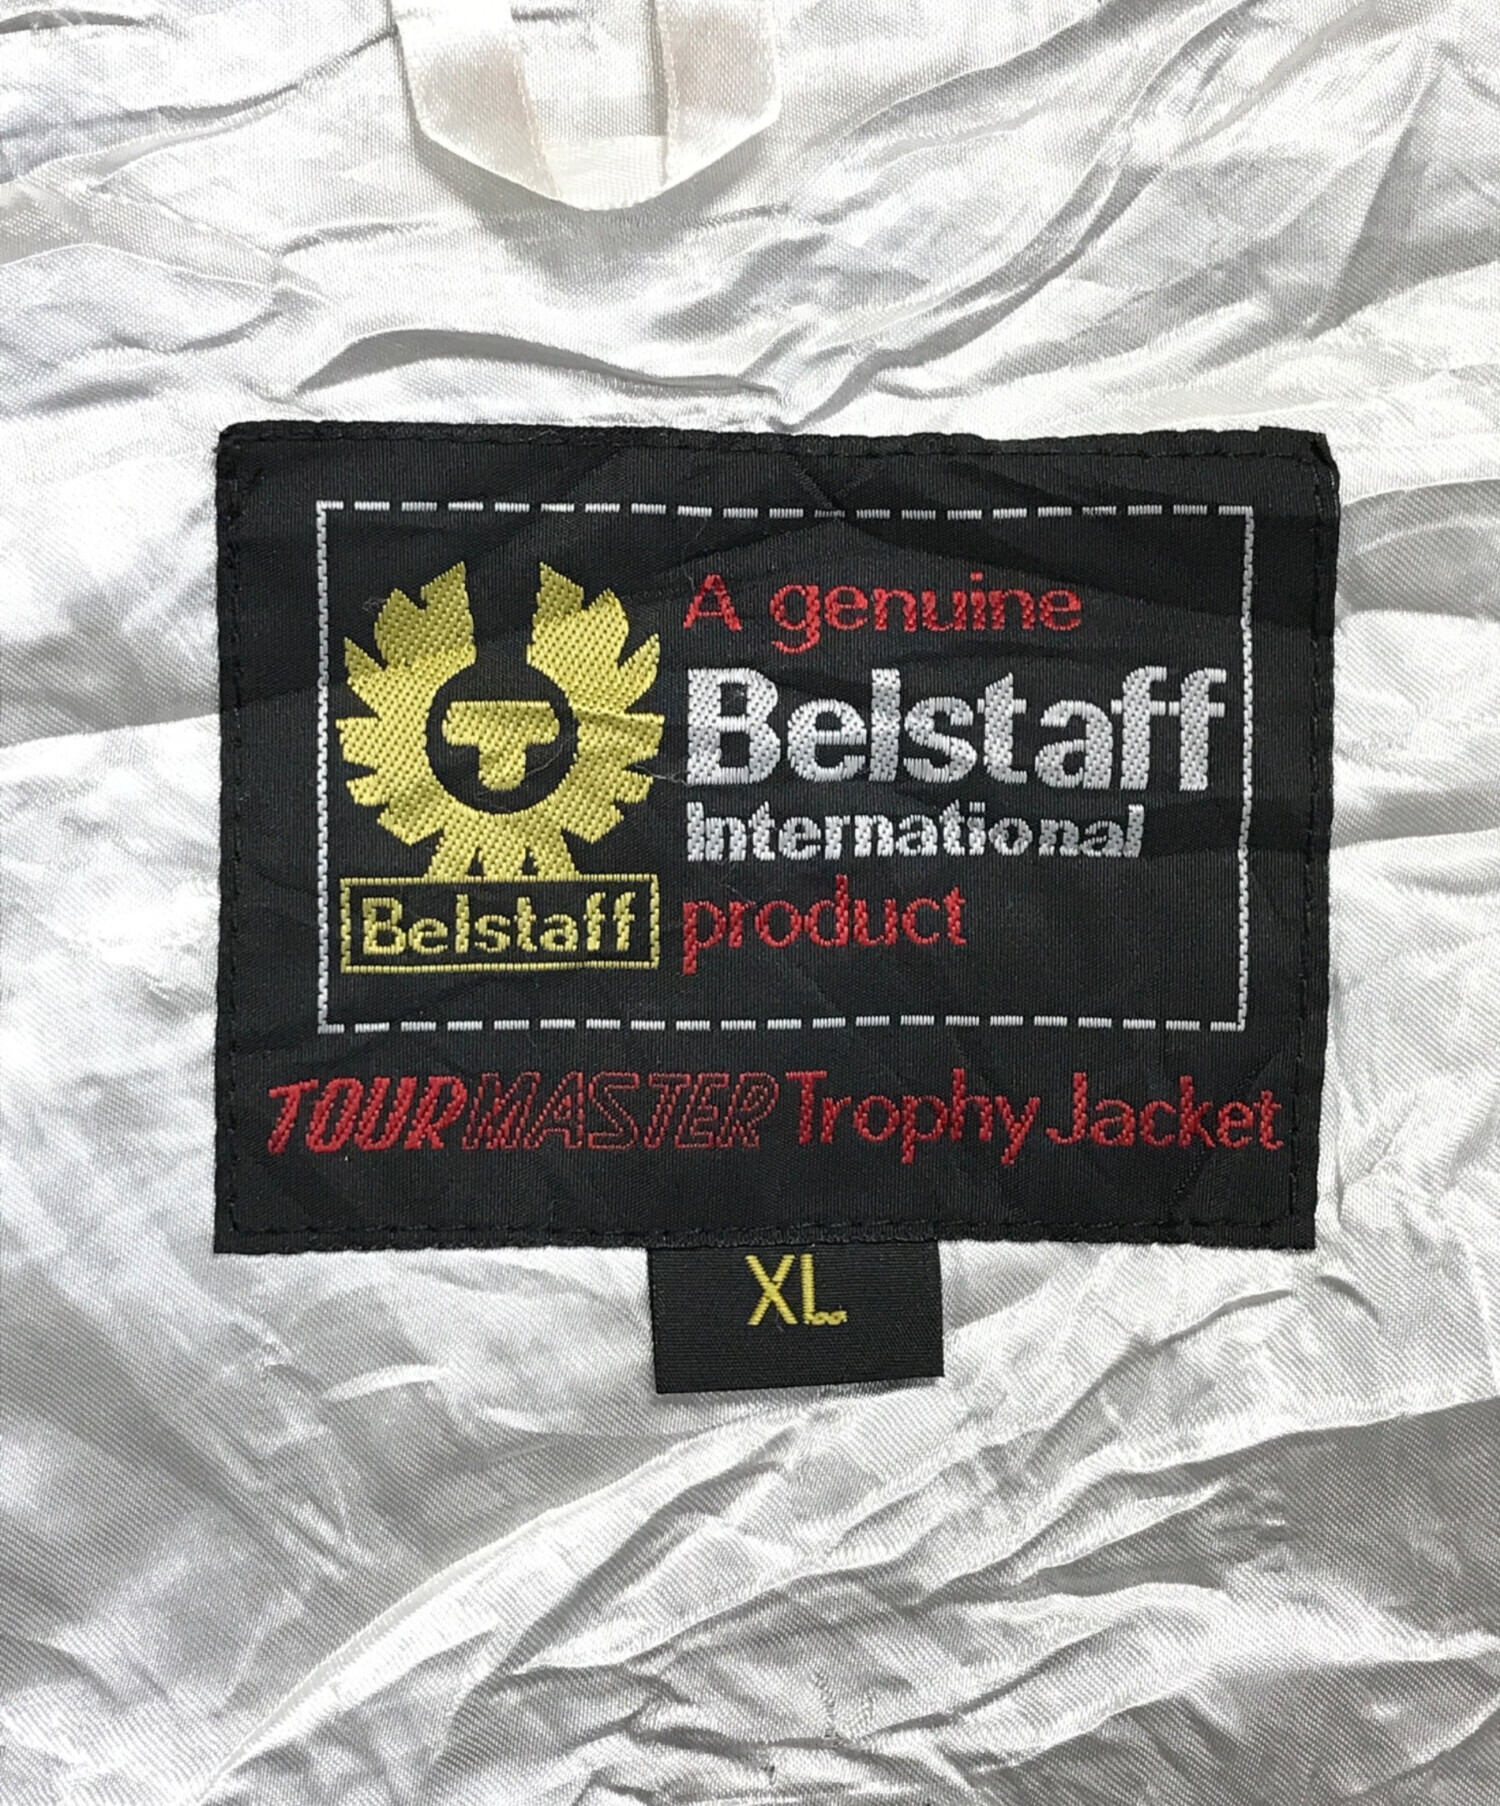 A genuine
Belstaff
International
product
Belstaff
TOURMASTER Trophy Jacket
XL